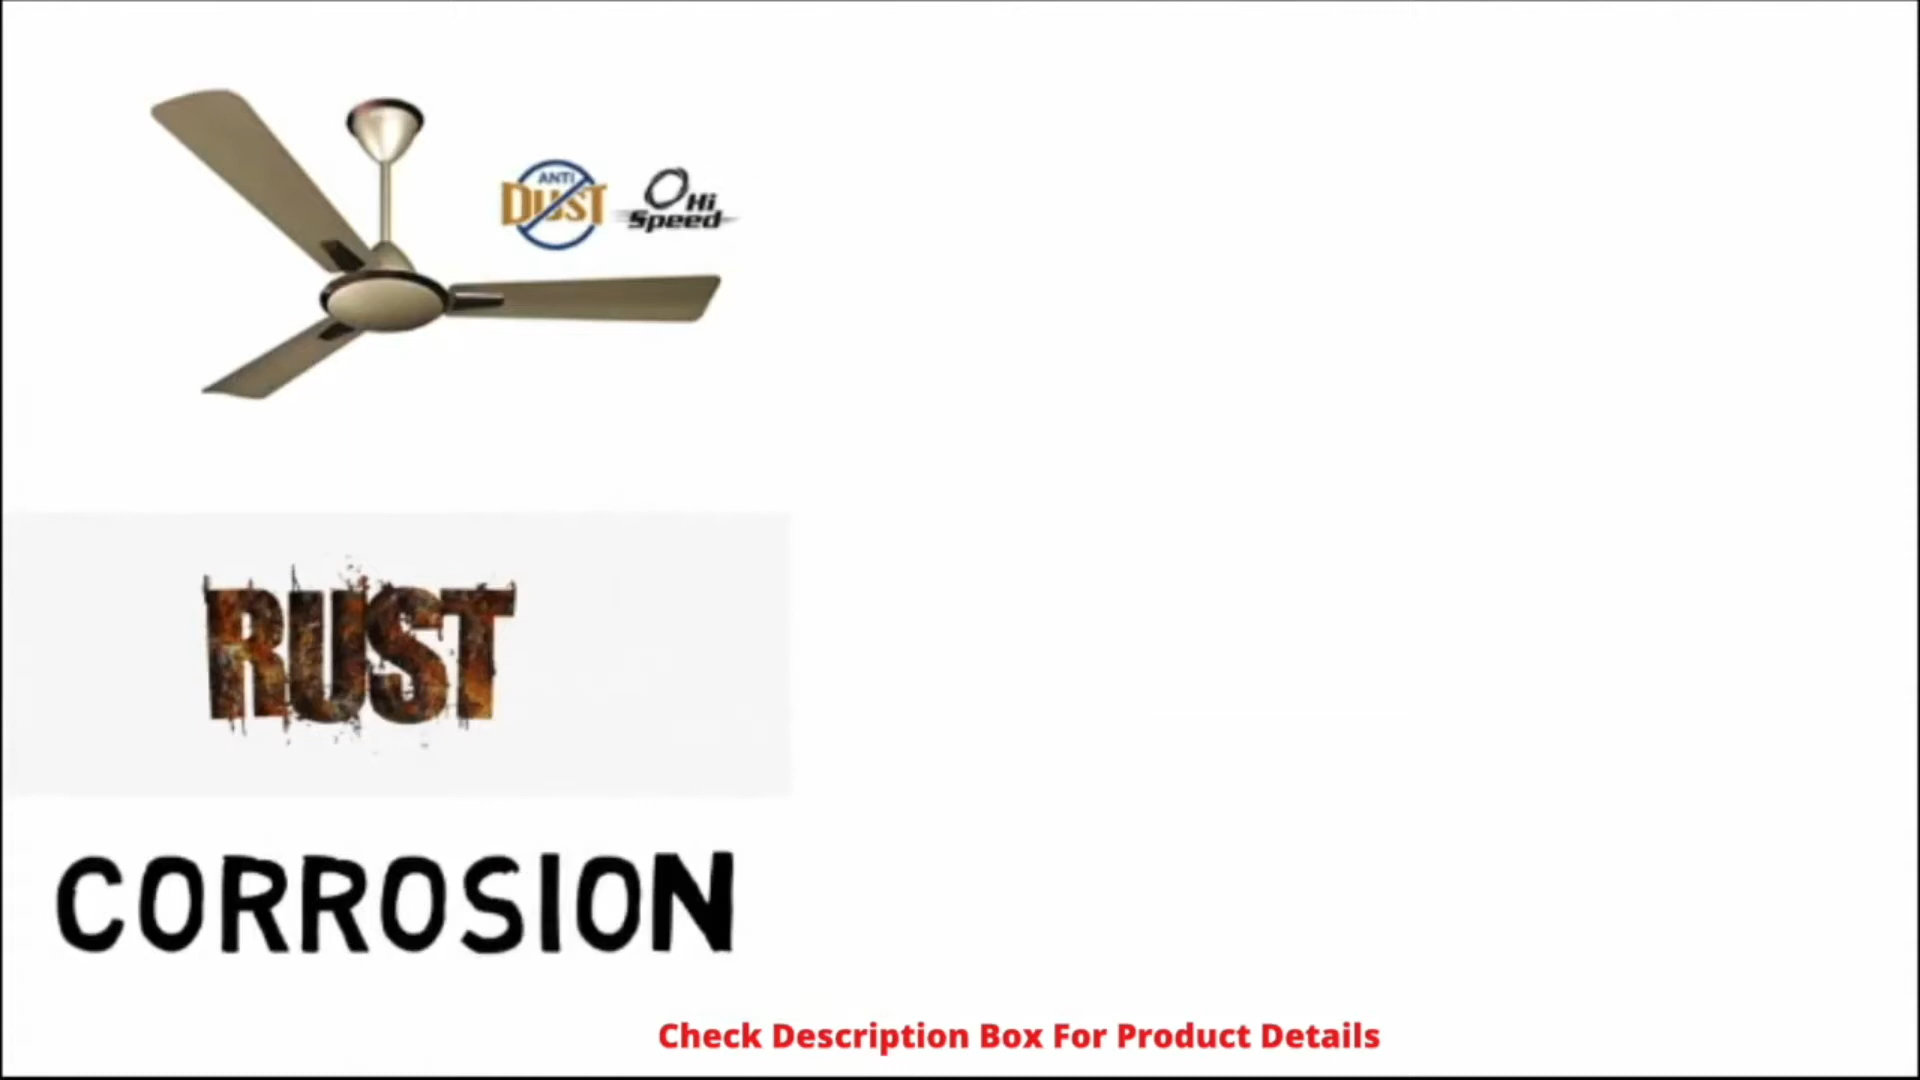 ANTI
DUST
Hi
Speed
RUST
CORROSION
Check Description Box For Product Details